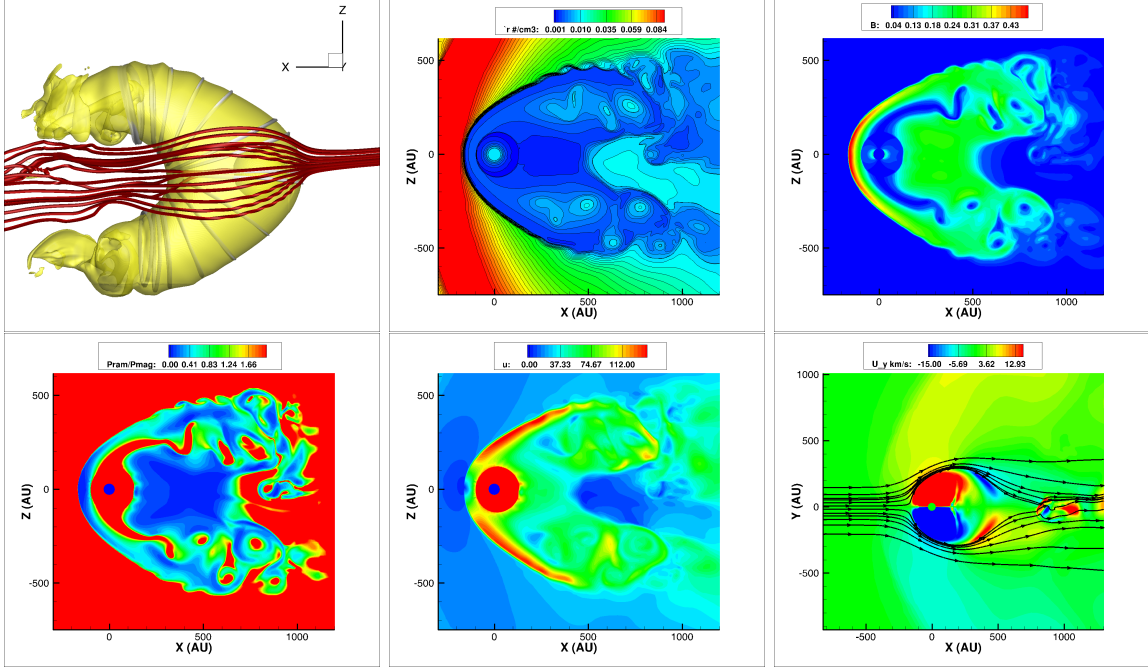 Z
X
Y
`r #/cm3: 0.001 0.010 0.035 0.059 0.084
Z (AU)
500
0
-500
0 500 1000
X (AU)
B: 0.04 0.13 0.18 0.24 0.31 0.37 0.43
Z (AU)
500
0
-500
0 500 1000
X (AU)
Pram/Pmag: 0.00 0.41 0.83 1.24 1.66
Z (AU)
500
0
-500
0 500 1000
X (AU)
u: 0.00 37.33 74.67 112.00
Z (AU)
500
0
-500
0 500 1000
X (AU)
U_y km/s: -15.00 -5.69 3.62 12.93
Y (AU)
1000
500
0
-500
-500 0 500 1000
X (AU)